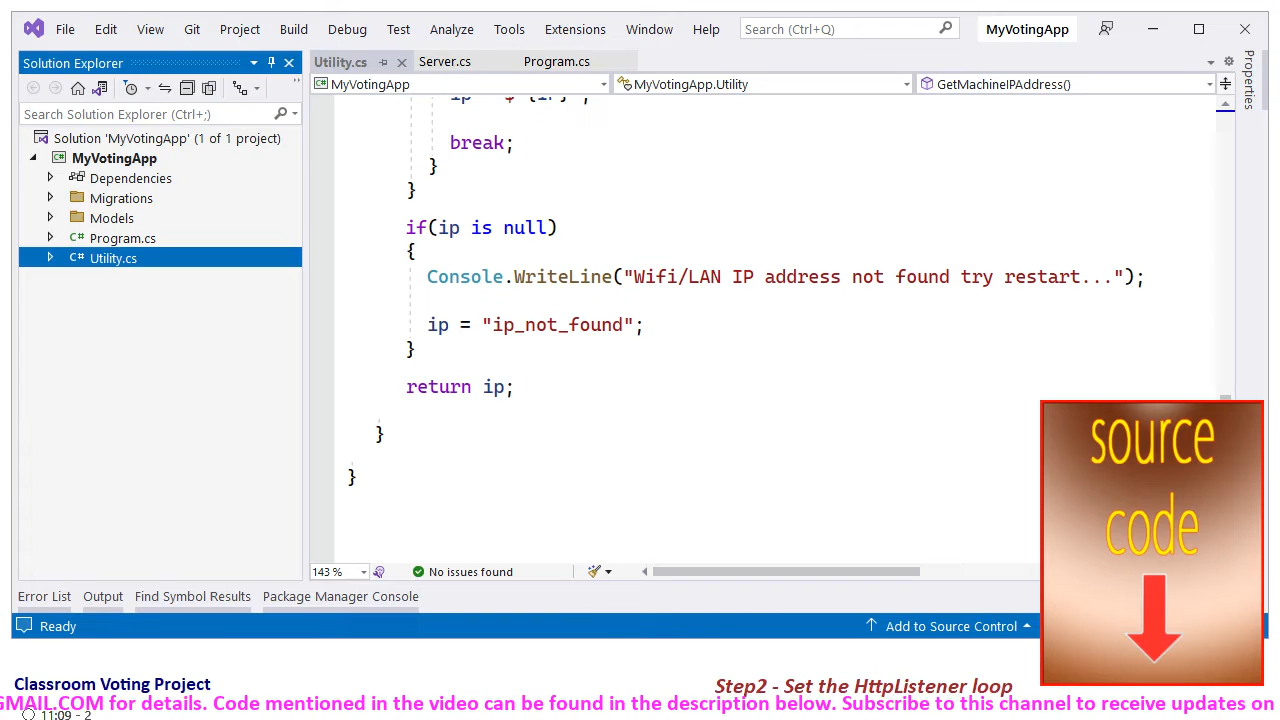 File Edit View Git Project Build Debug Test Analyze Tools Extensions Window Help Search (Ctrl+Q) MyVotingApp
Solution Explorer
Search Solution Explorer (Ctrl+;)
Solution 'MyVotingApp' (1 of 1 project)
MyVotingApp
Dependencies
Migrations
Models
C# Program.cs
C# Utility.cs
Utility.cs Server.cs Program.cs
MyVotingApp MyVotingApp.Utility GetMachineIPAddress()
break;
}
}
if(ip is null)
{
Console.WriteLine("Wifi/LAN IP address not found try restart...");
ip = "ip_not_found";
}
return ip;
}
}
143 % No issues found
Properties
Error List Output Find Symbol Results Package Manager Console
Ready Add to Source Control
source
code
Classroom Voting Project
Step2 - Set the HttpListener loop
GMAIL.COM for details. Code mentioned in the video can be found in the description below. Subscribe to this channel to receive updates on
11:09 - 2